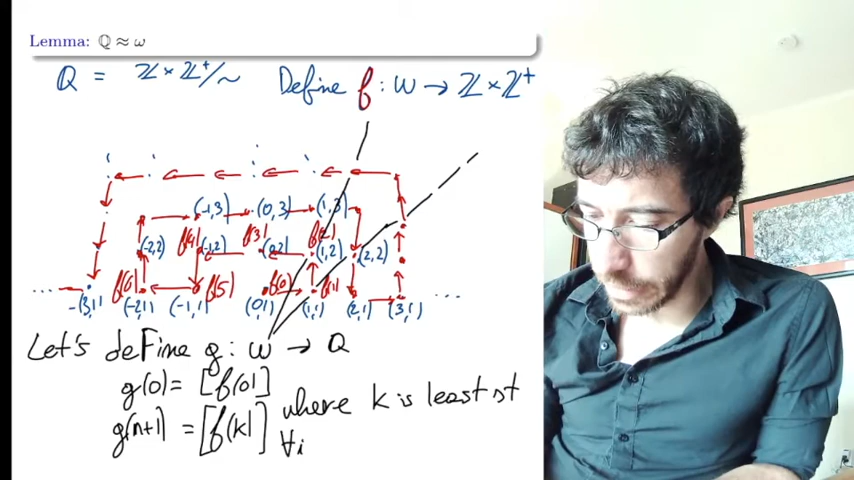 Lemma: ℚ ≈ ω
ℚ = ℤ × ℤ⁺/~ Define f : ω → ℤ × ℤ⁺
(-1,3) (0,3) (1,3)
(-2,2) f(4) (-1,2) f(3) (0,2) f(2) (1,2) (2,2)
f(6) f(5) f(0) f(1)
... -(3,1) (-2,1) (-1,1) (0,1) (1,1) (2,1) (3,1) ...
Let's define g : ω → ℚ
g(0) = [f(0)]
g(n+1) = [f(k)] where k is least st
∀i